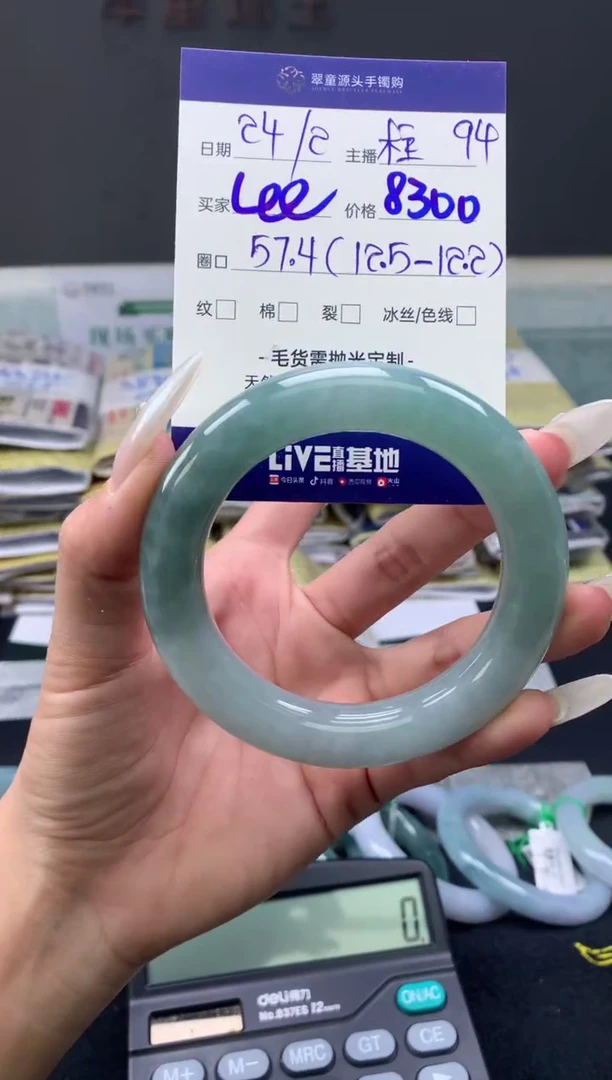 翠童源头手镯购
日期 24/2 主播 桂 94
买家 Lee 价格 8300
圈口 57.4(12.5-12.2)
纹 棉 裂 冰丝/色线
-毛货需抛光定制-
LIVE直播基地
今日头条 抖音 西瓜视频 火山
0.
deli得力
No.837ES 12
ON/AC
M+ M- MRC GT CE